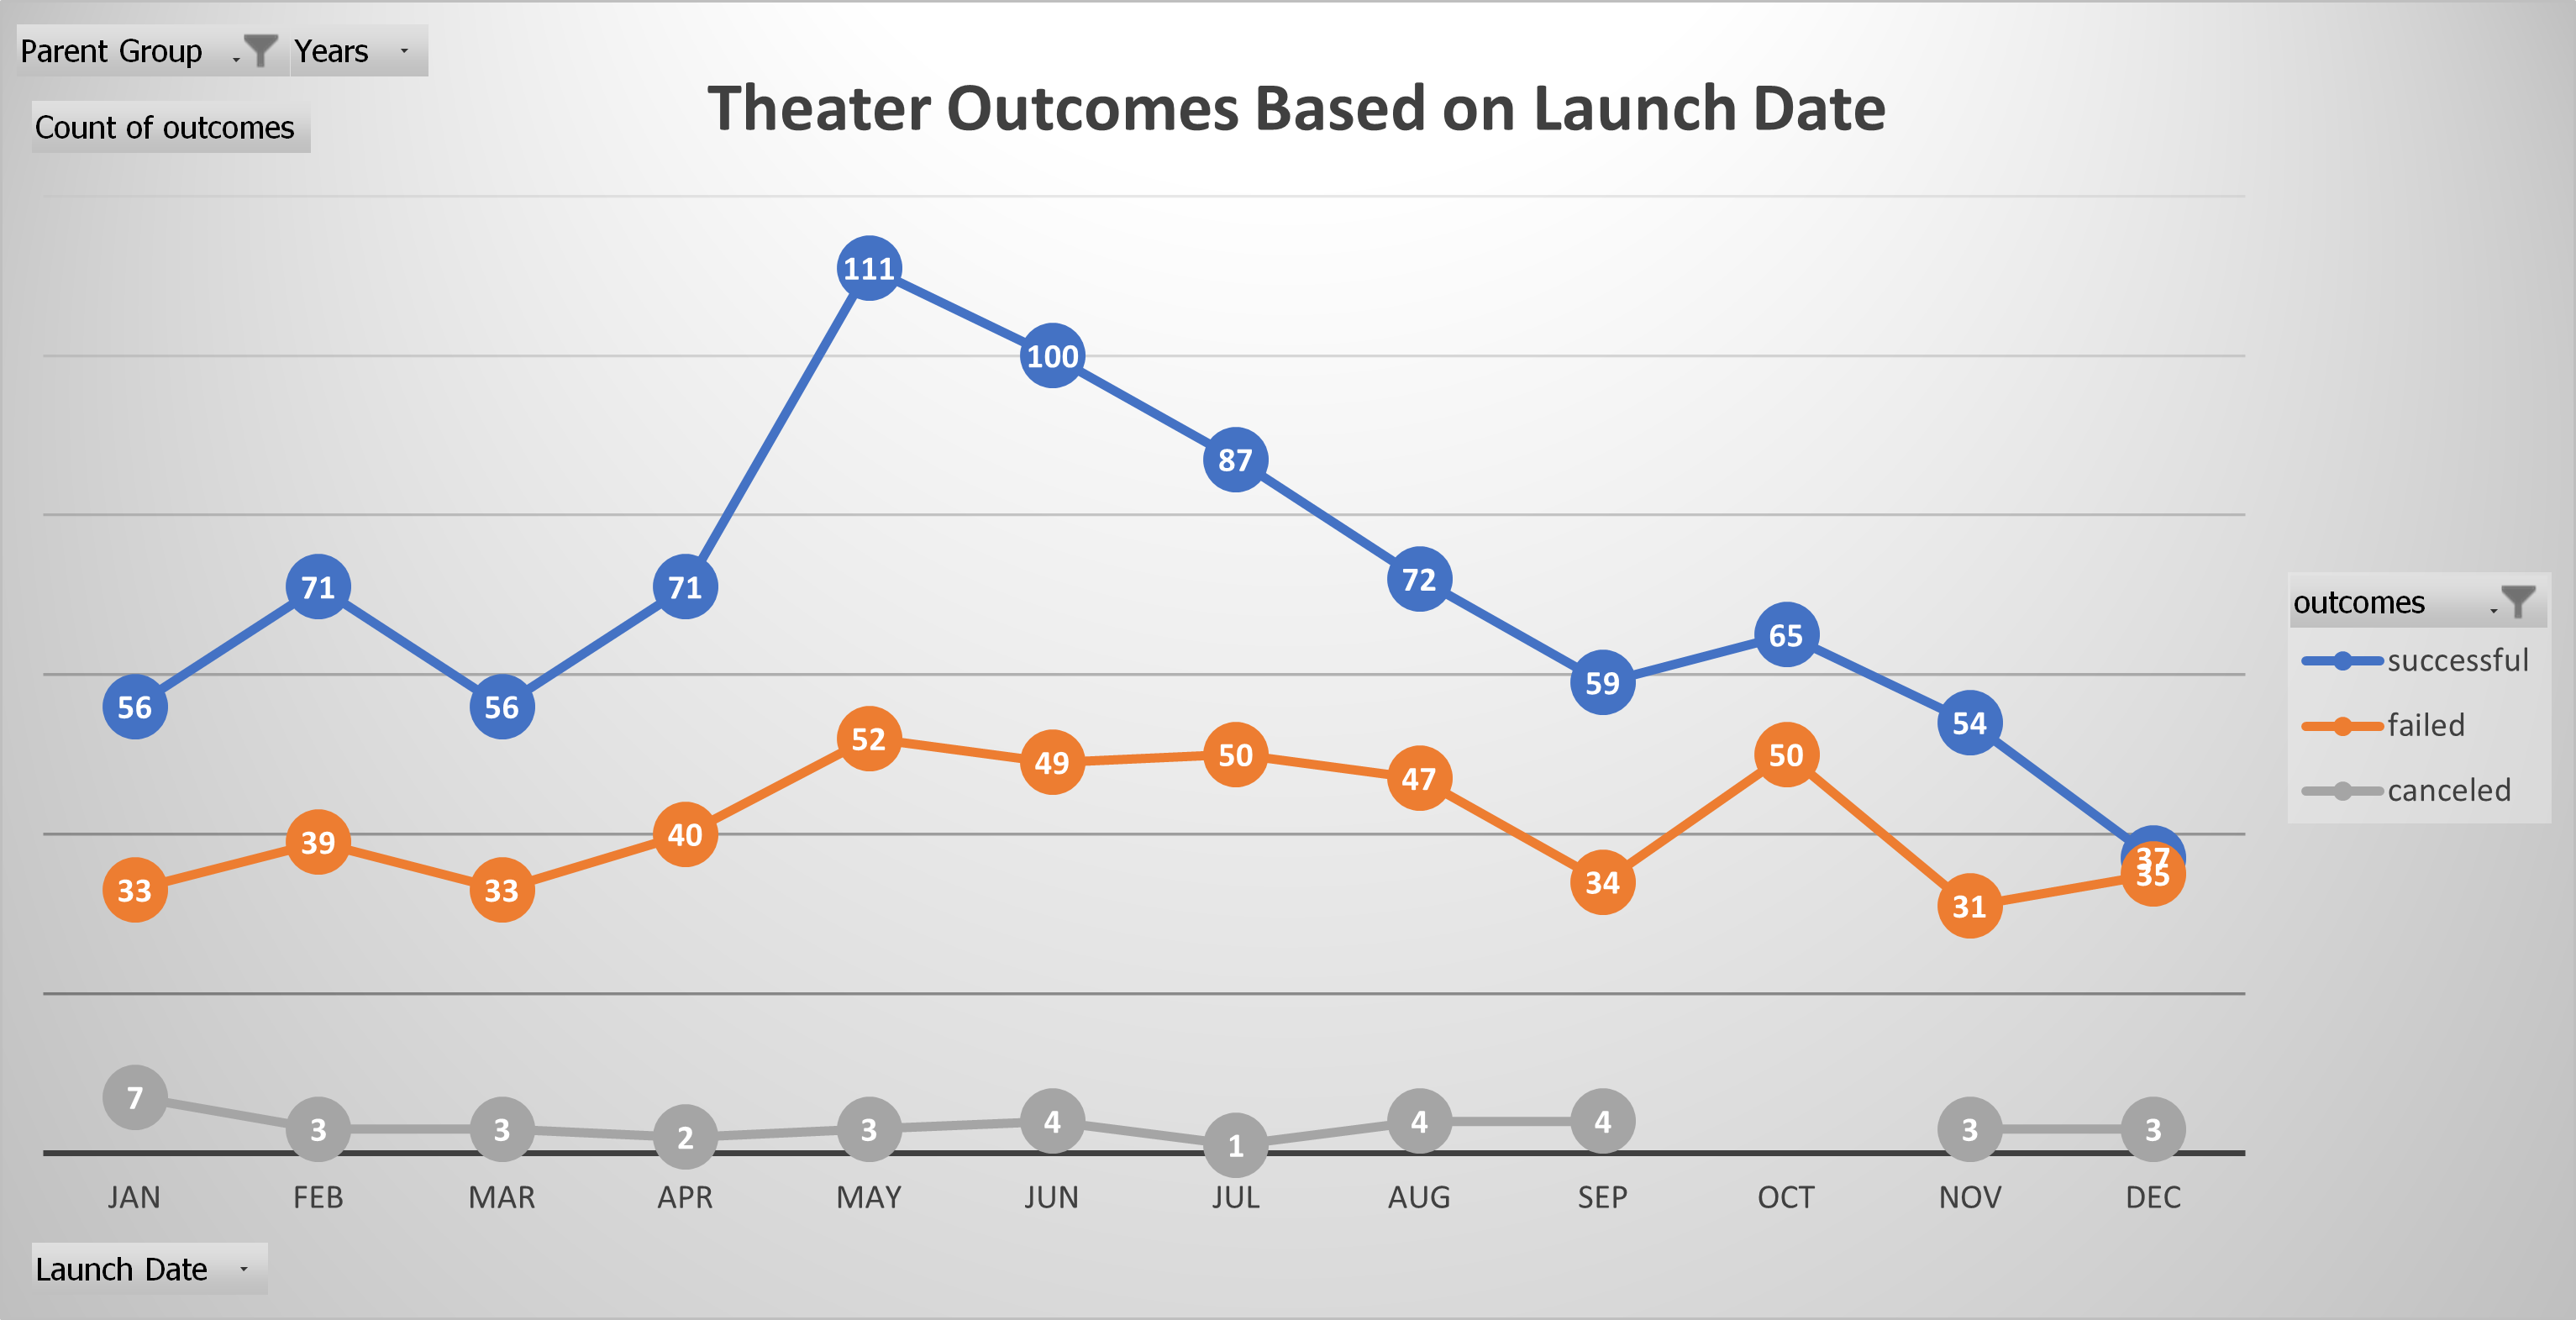 Parent Group Years
Count of outcomes
Theater Outcomes Based on Launch Date
111
100
87
71 71 72
56 56 59 65 54
37
52 49 50 47 50
33 39 33 40 34 31 35
7 3 3 2 3 4 1 4 4 3 3
JAN FEB MAR APR MAY JUN JUL AUG SEP OCT NOV DEC
outcomes
successful
failed
canceled
Launch Date